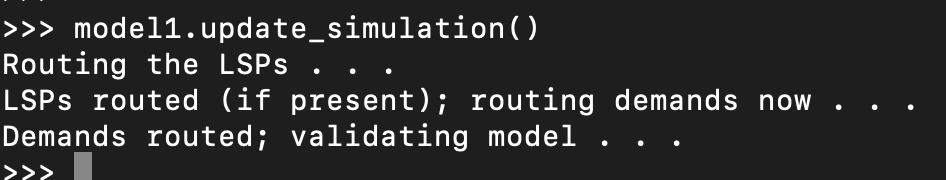 >>> model1.update_simulation()
Routing the LSPs . . .
LSPs routed (if present); routing demands now . . .
Demands routed; validating model . . .
>>>